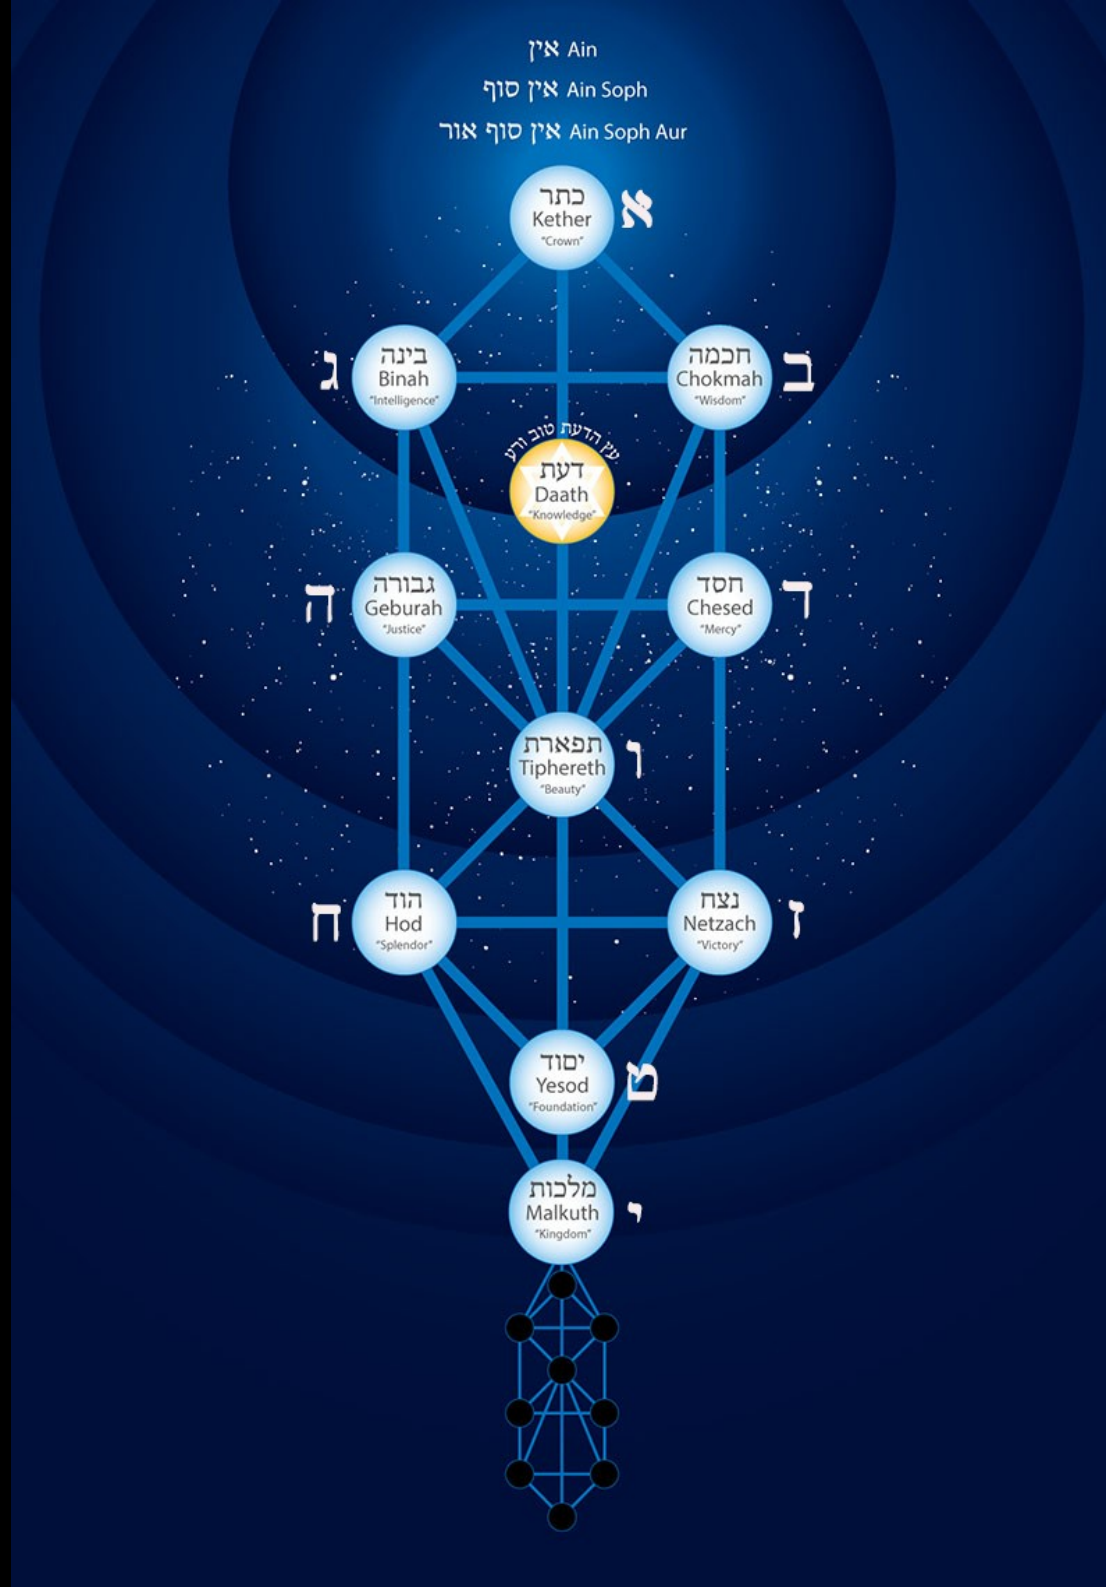 אין Ain
אין סוף Ain Soph
אין סוף אור Ain Soph Aur
כתר
Kether
"Crown"
א
בינה
Binah
"Intelligence"
ג
חכמה
Chokmah
"Wisdom"
ב
עץ הדעת טוב ורע
דעת
Daath
"Knowledge"
גבורה
Geburah
"Justice"
ה
חסד
Chesed
"Mercy"
ד
תפארת
Tiphereth
"Beauty"
ו
הוד
Hod
"Splendor"
ח
נצח
Netzach
"Victory"
ז
יסוד
Yesod
"Foundation"
ט
מלכות
Malkuth
"Kingdom"
י